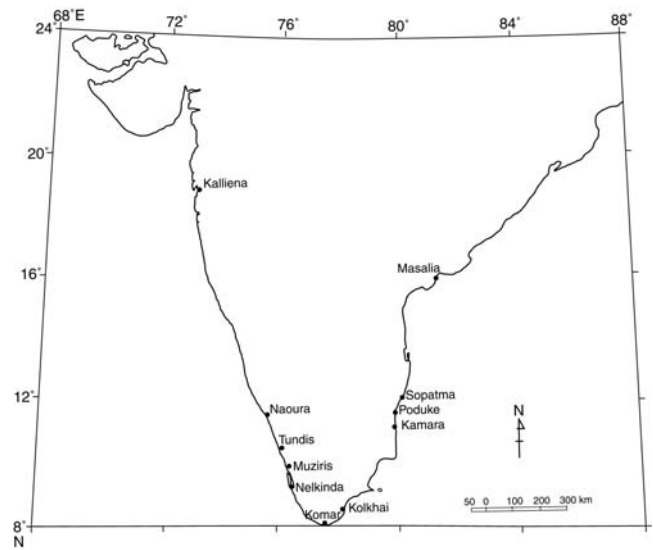 68°E
72°
76°
80°
84°
88°
24°
20°
Kalliena
Masalia
16°
Naoura
Sopatma
12°
Poduke
Kamara
N
Tundis
Muziris
Nelkinda
Kolkhai
Komar
50 0 100 200 300 km
8°
N